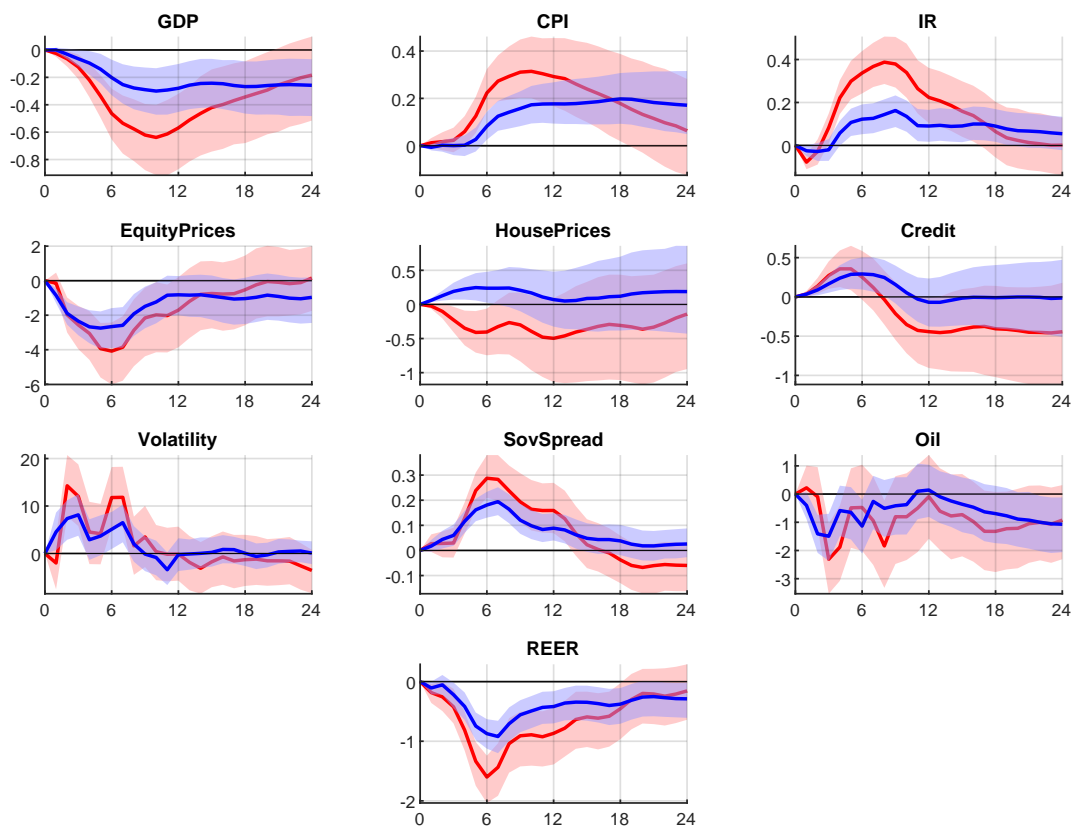 GDP
CPI
IR
0
-0.2
-0.4
-0.6
-0.8
0 6 12 18 24
0.4
0.2
0
0 6 12 18 24
0.4
0.2
0
0 6 12 18 24
EquityPrices
HousePrices
Credit
2
0
-2
-4
-6
0 6 12 18 24
0.5
0
-0.5
-1
0 6 12 18 24
0.5
0
-0.5
-1
0 6 12 18 24
Volatility
SovSpread
Oil
20
10
0
0 6 12 18 24
0.3
0.2
0.1
0
-0.1
0 6 12 18 24
1
0
-1
-2
-3
0 6 12 18 24
REER
0
-1
-2
0 6 12 18 24